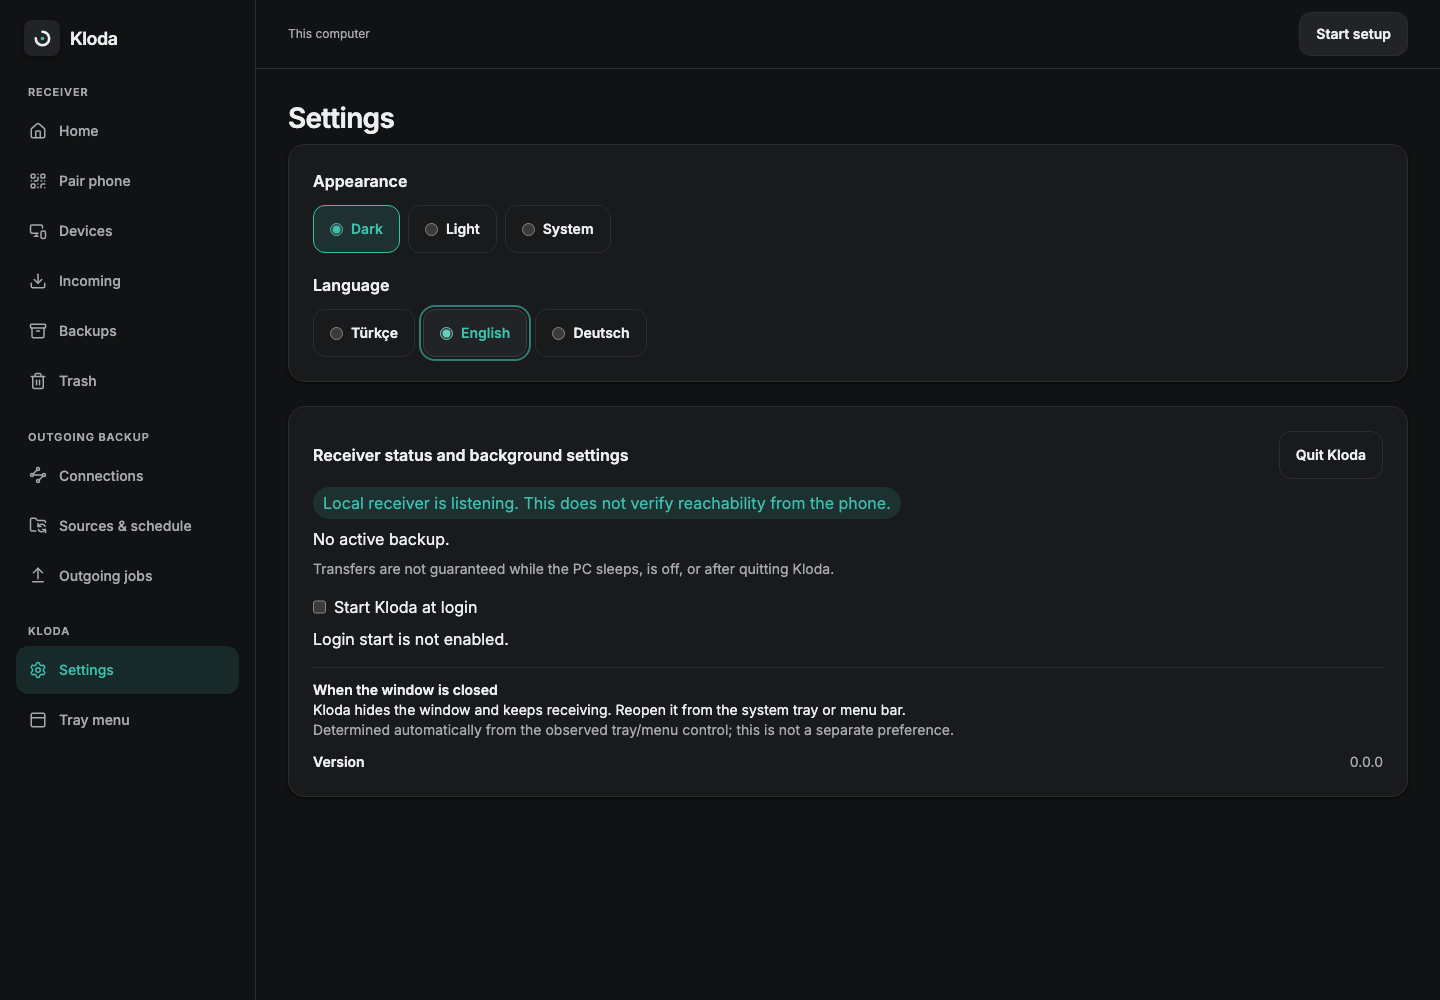 Kloda
This computer
Start setup
RECEIVER
Home
Pair phone
Devices
Incoming
Backups
Trash
OUTGOING BACKUP
Connections
Sources & schedule
Outgoing jobs
KLODA
Settings
Tray menu
Settings
Appearance
Dark
Light
System
Language
Türkçe
English
Deutsch
Receiver status and background settings
Quit Kloda
Local receiver is listening. This does not verify reachability from the phone.
No active backup.
Transfers are not guaranteed while the PC sleeps, is off, or after quitting Kloda.
Start Kloda at login
Login start is not enabled.
When the window is closed
Kloda hides the window and keeps receiving. Reopen it from the system tray or menu bar.
Determined automatically from the observed tray/menu control; this is not a separate preference.
Version
0.0.0